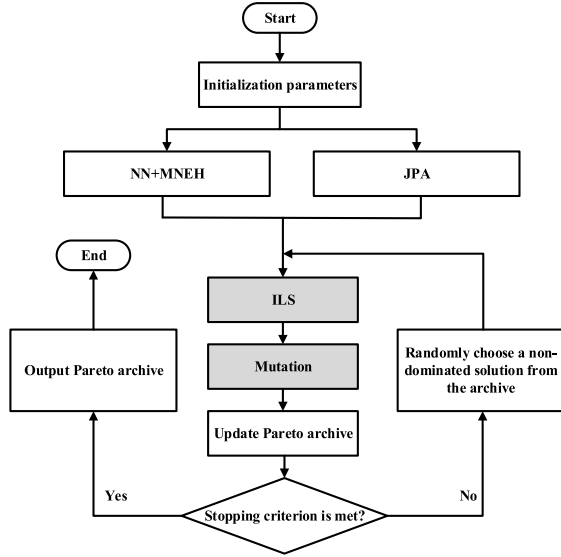 Start
Initialization parameters
NN+MNEH
JPA
End
ILS
Output Pareto archive
Mutation
Randomly choose a non-
dominated solution from
the archive
Update Pareto archive
Yes
No
Stopping criterion is met?